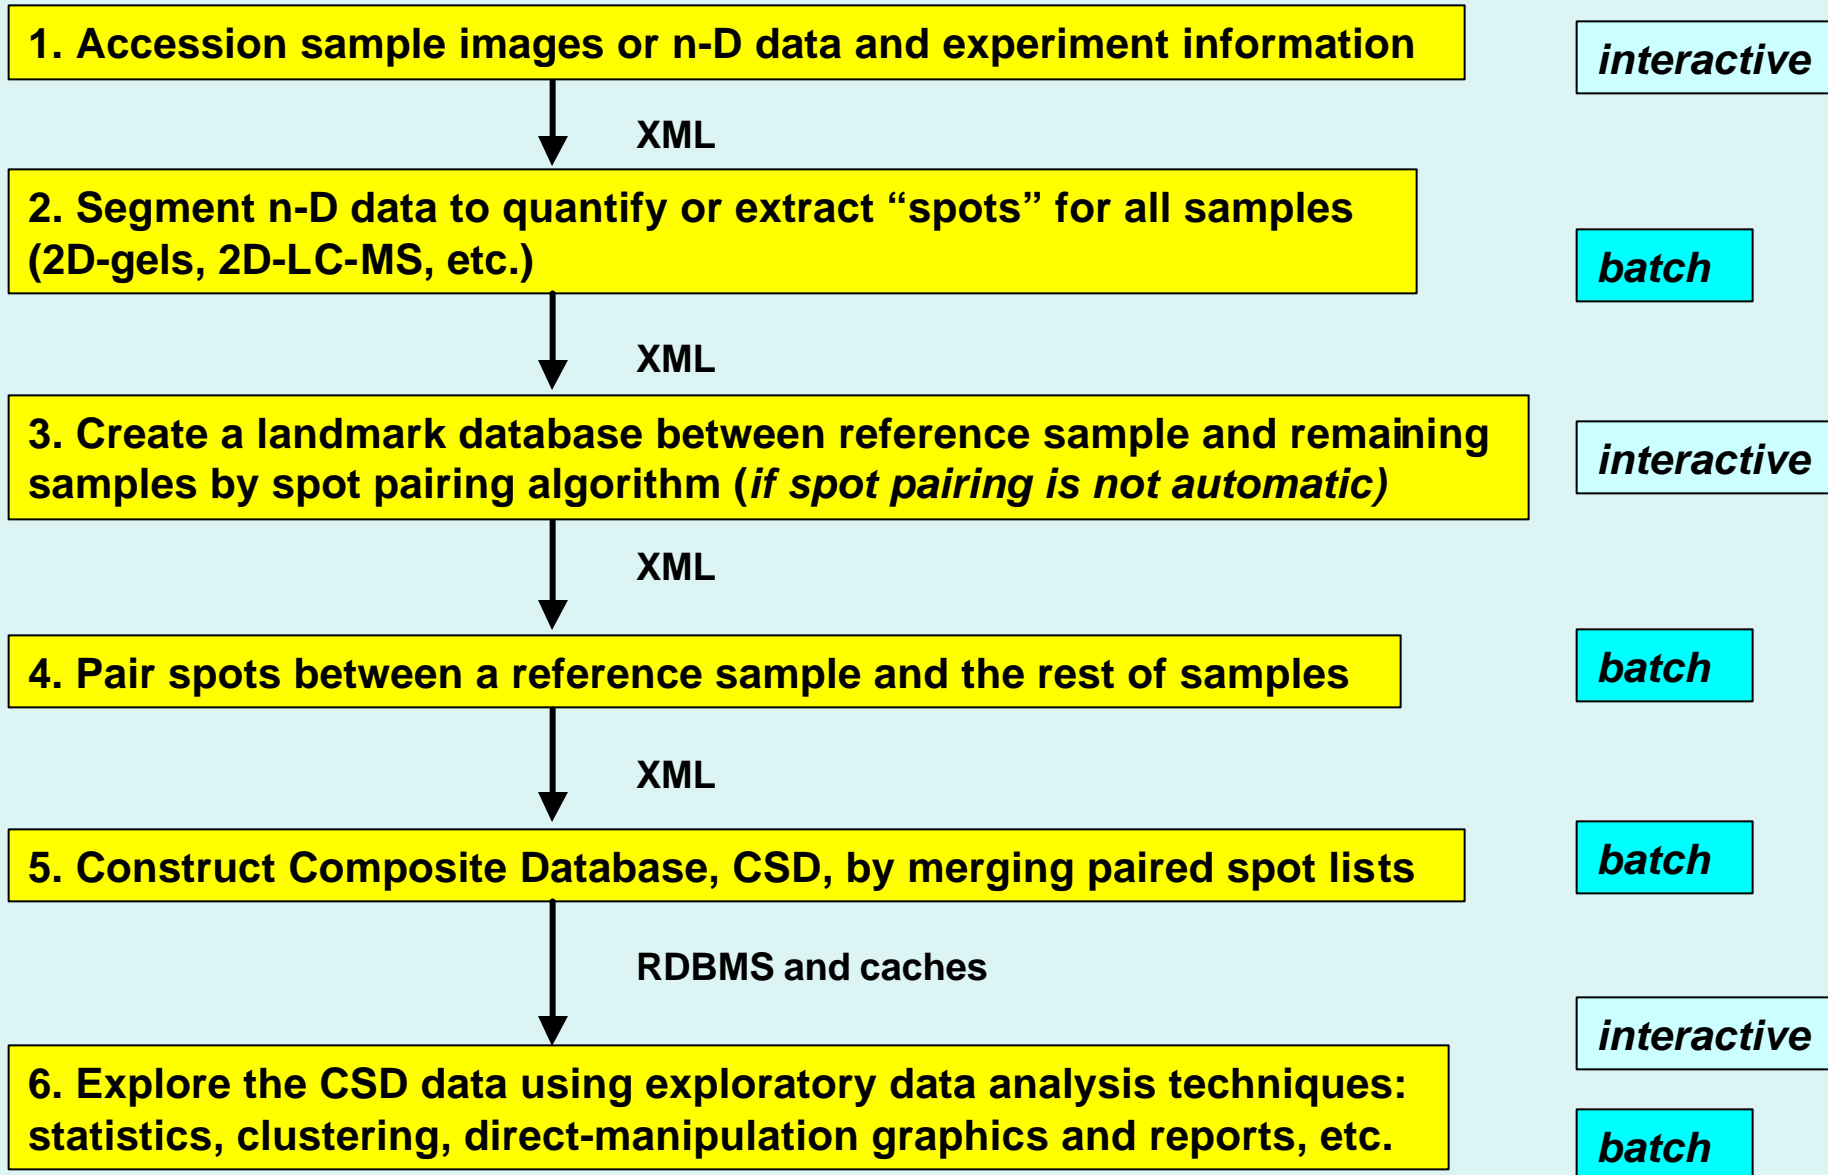 1. Accession sample images or n-D data and experiment information
interactive
XML
2. Segment n-D data to quantify or extract “spots” for all samples
(2D-gels, 2D-LC-MS, etc.)
batch
XML
3. Create a landmark database between reference sample and remaining
samples by spot pairing algorithm (if spot pairing is not automatic)
interactive
XML
4. Pair spots between a reference sample and the rest of samples
batch
XML
5. Construct Composite Database, CSD, by merging paired spot lists
batch
RDBMS and caches
6. Explore the CSD data using exploratory data analysis techniques:
statistics, clustering, direct-manipulation graphics and reports, etc.
interactive
batch